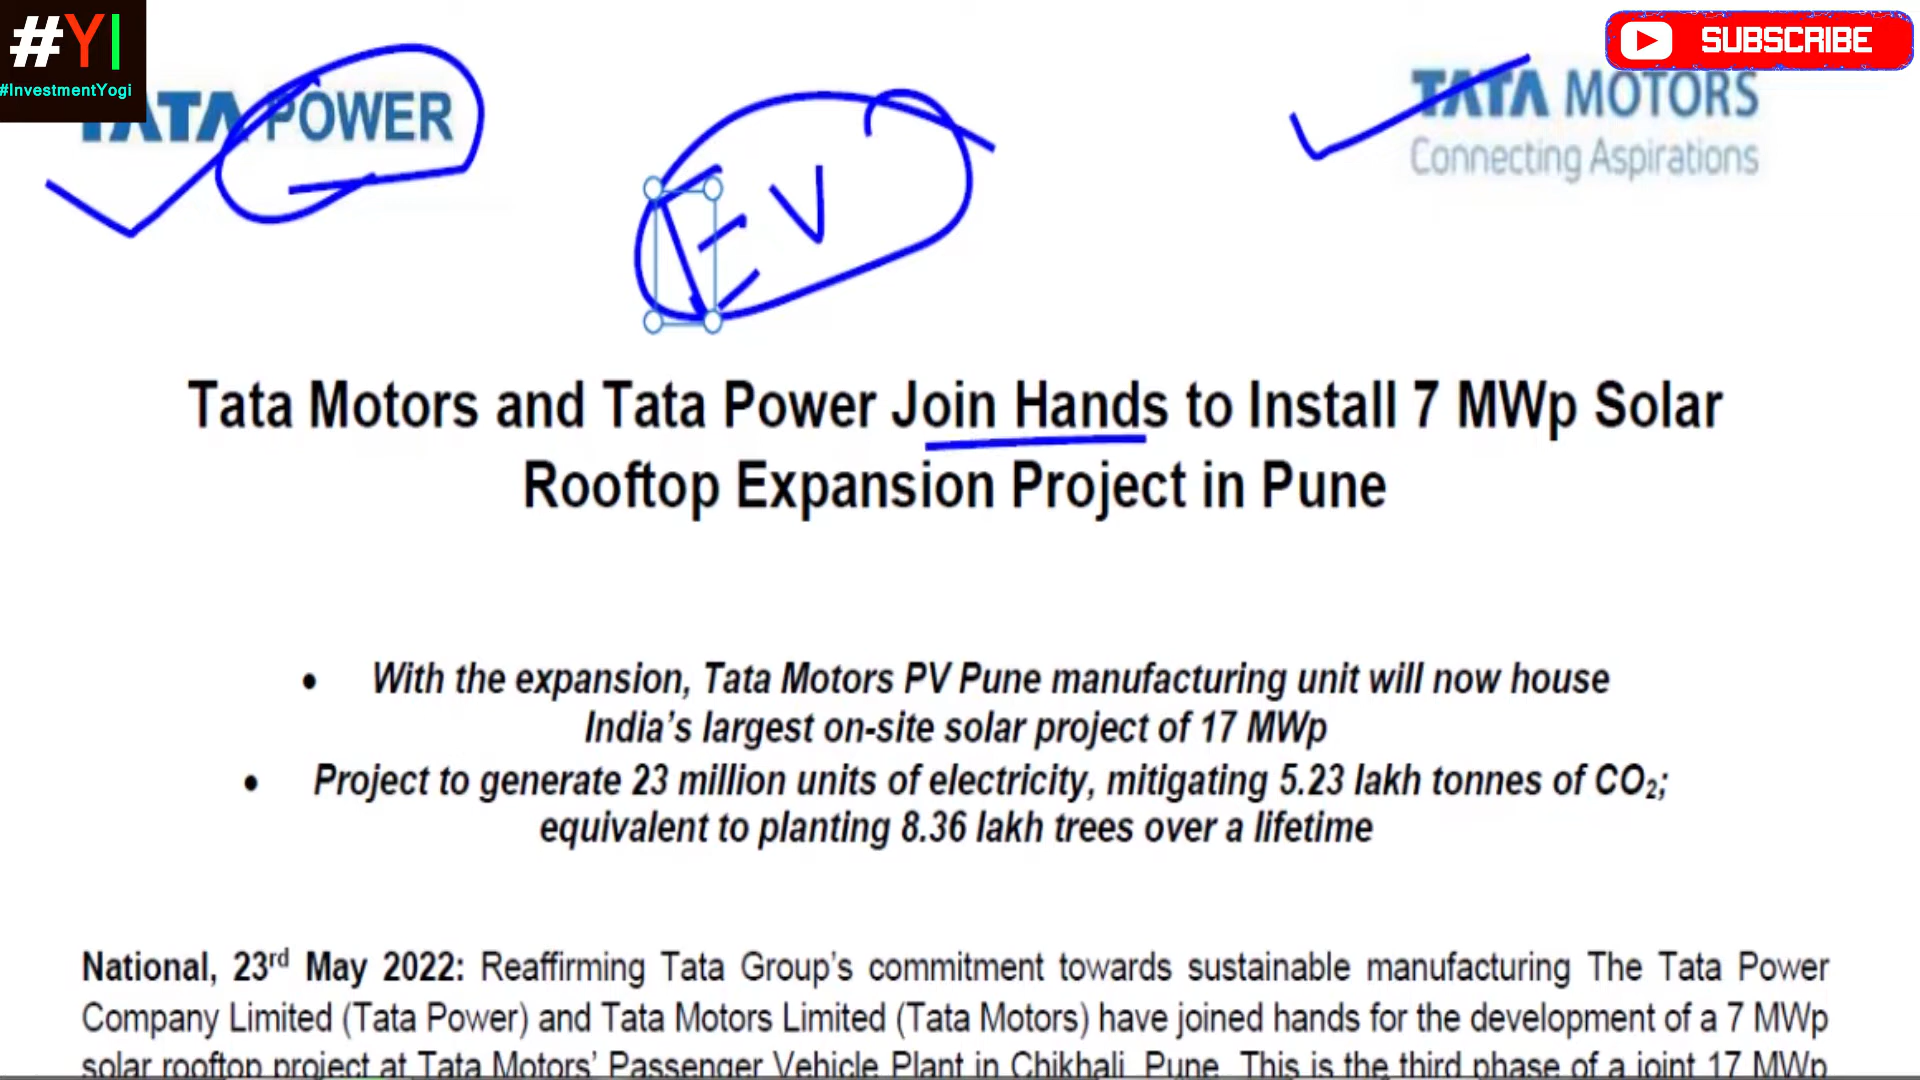 #YI
#InvestmentYogi
TATA POWER
EV
SUBSCRIBE
TATA MOTORS
Connecting Aspirations
Tata Motors and Tata Power Join Hands to Install 7 MWp Solar
Rooftop Expansion Project in Pune
• With the expansion, Tata Motors PV Pune manufacturing unit will now house
India’s largest on-site solar project of 17 MWp
• Project to generate 23 million units of electricity, mitigating 5.23 lakh tonnes of CO₂;
equivalent to planting 8.36 lakh trees over a lifetime
National, 23rd May 2022: Reaffirming Tata Group’s commitment towards sustainable manufacturing The Tata Power
Company Limited (Tata Power) and Tata Motors Limited (Tata Motors) have joined hands for the development of a 7 MWp
solar rooftop project at Tata Motors’ Passenger Vehicle Plant in Chikhali, Pune. This is the third phase of a joint 17 MWp